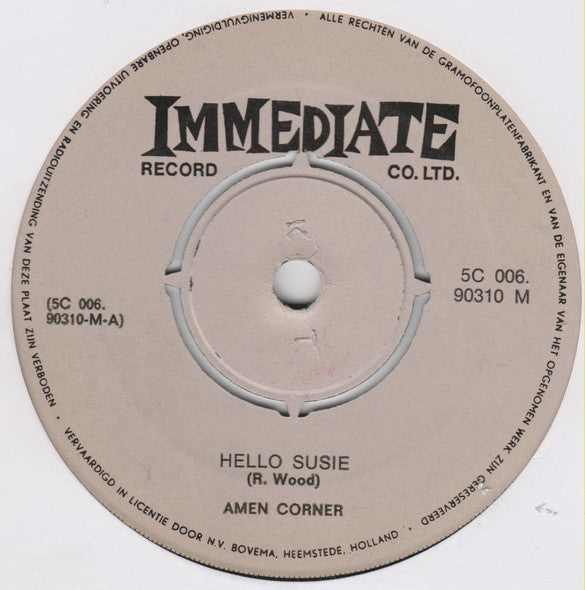 IMMEDIATE
RECORD CO. LTD.
5C 006.
90310 M
(5C 006.
90310-M-A)
HELLO SUSIE
(R. Wood)
AMEN CORNER
• ALLE RECHTEN VAN DE GRAMOFOONPLATENFABRIKANT EN VAN DE EIGENAAR VAN HET OPGENOMEN WERK ZIJN GERESERVEERD • VERMENIGVULDIGING, OPENBARE UITVOERING EN RADIOUITZENDING VAN DEZE PLAAT ZIJN VERBODEN •
VERVAARDIGD IN LICENTIE DOOR N.V. BOVEMA, HEEMSTEDE, HOLLAND •